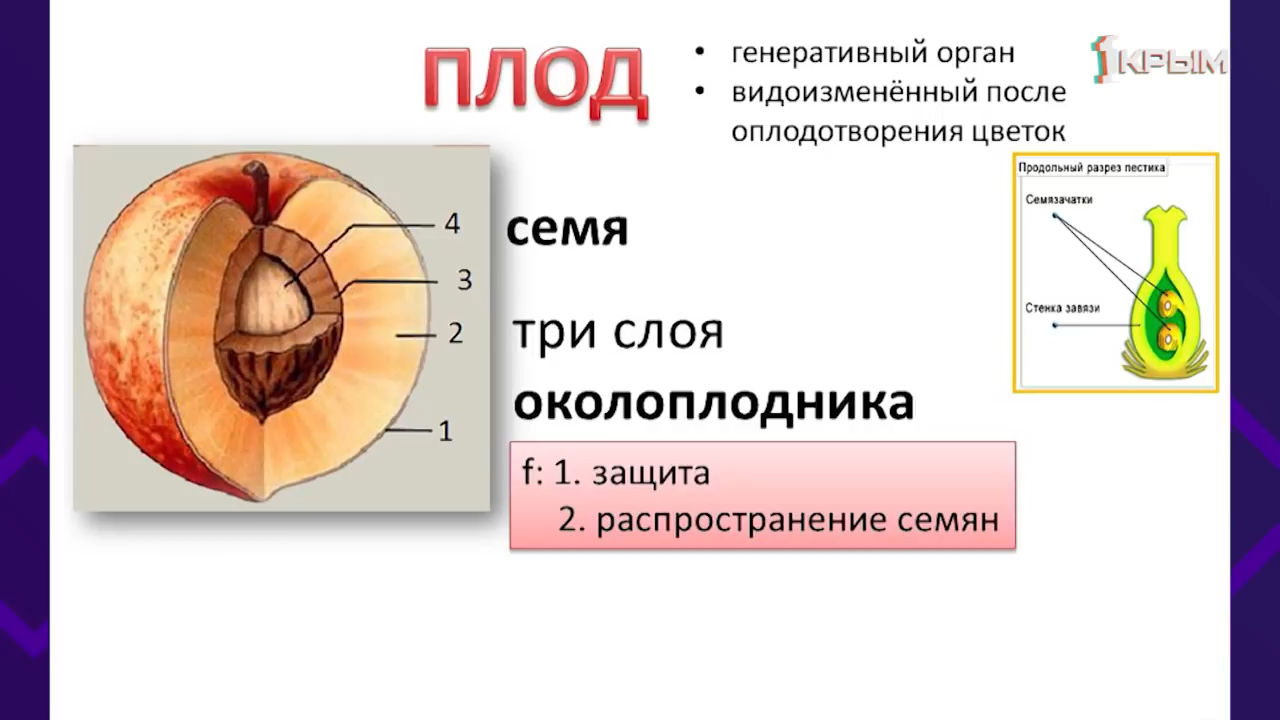 ПЛОД
• генеративный орган
• видоизменённый после
оплодотворения цветок
1КРЫМ
Продольный разрез пестика
Семязачатки
Стенка завязи
4
семя
3
2
три слоя
околоплодника
1
f: 1. защита
2. распространение семян